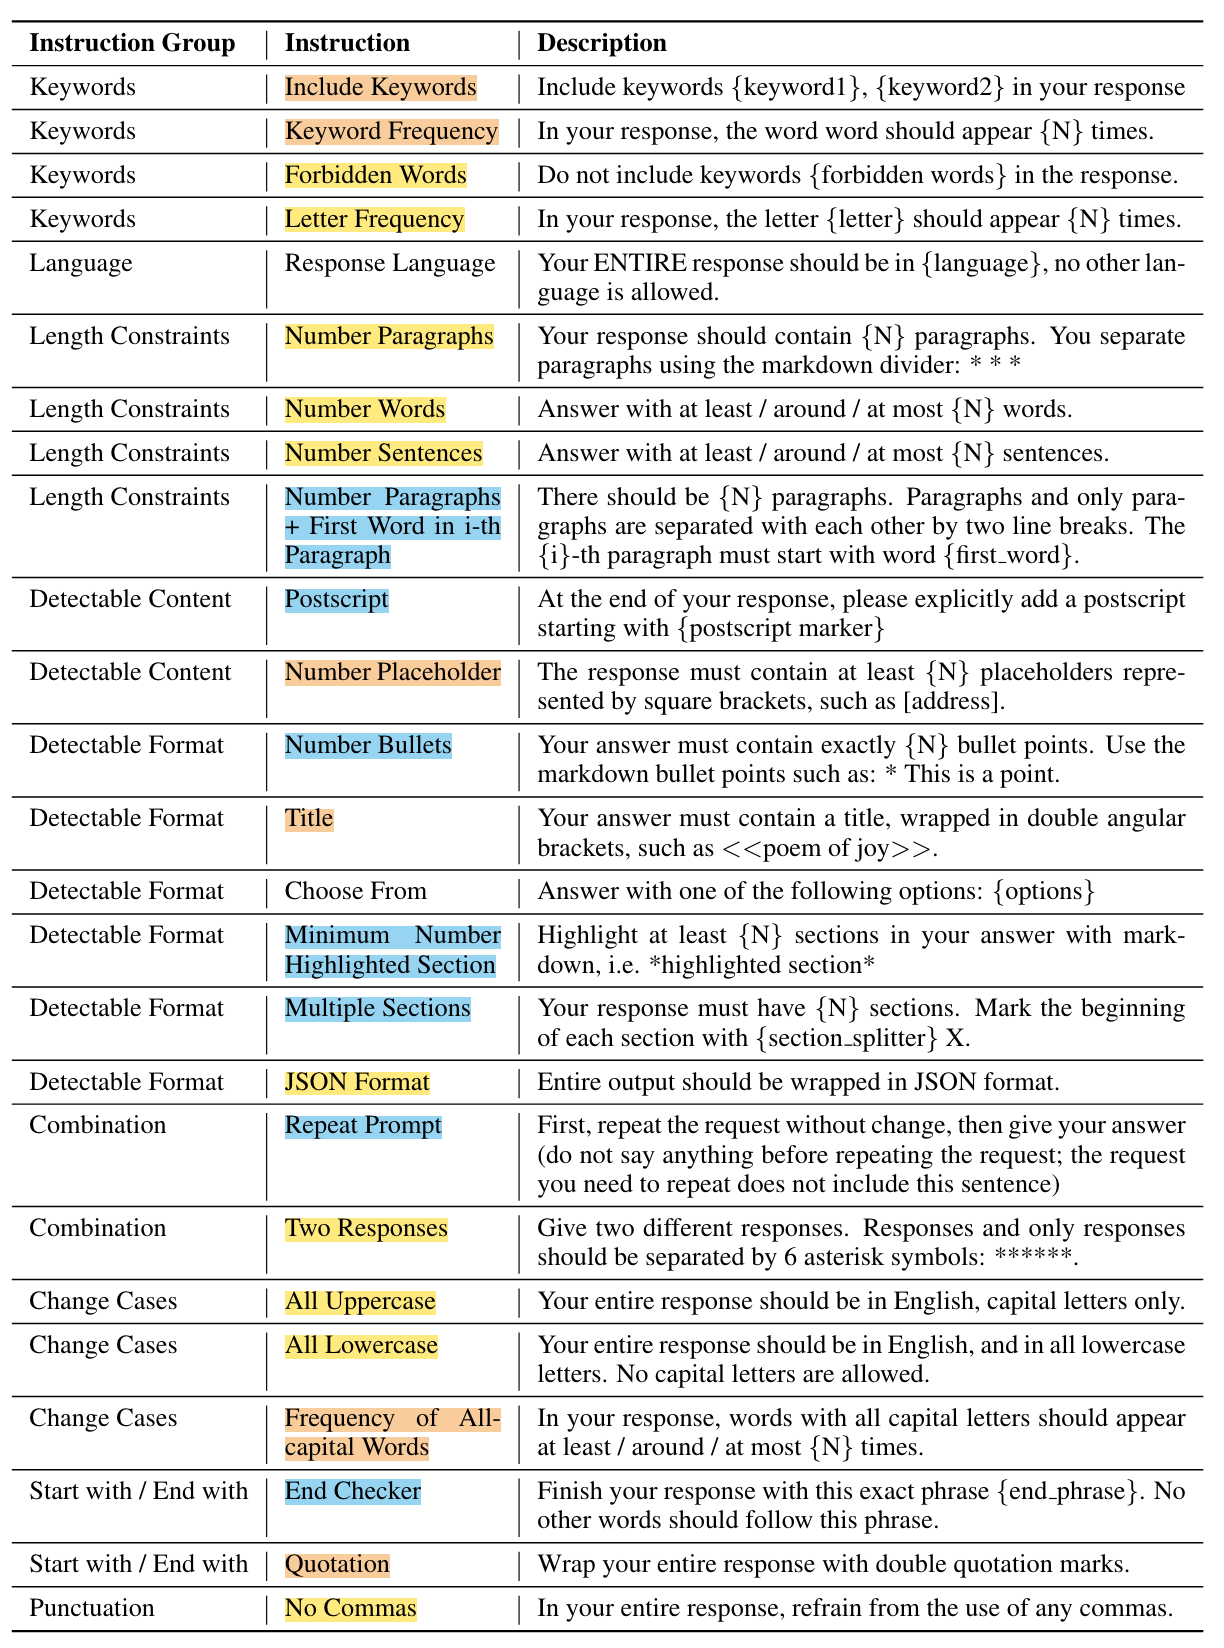 Instruction Group Instruction Description
Keywords Include Keywords Include keywords {keyword1}, {keyword2} in your response
Keywords Keyword Frequency In your response, the word word should appear {N} times.
Keywords Forbidden Words Do not include keywords {forbidden words} in the response.
Keywords Letter Frequency In your response, the letter {letter} should appear {N} times.
Language Response Language Your ENTIRE response should be in {language}, no other lan-
guage is allowed.
Length Constraints Number Paragraphs Your response should contain {N} paragraphs. You separate
paragraphs using the markdown divider: * * *
Length Constraints Number Words Answer with at least / around / at most {N} words.
Length Constraints Number Sentences Answer with at least / around / at most {N} sentences.
Length Constraints Number Paragraphs There should be {N} paragraphs. Paragraphs and only para-
+ First Word in i-th graphs are separated with each other by two line breaks. The
Paragraph {i}-th paragraph must start with word {first_word}.
Detectable Content Postscript At the end of your response, please explicitly add a postscript
starting with {postscript marker}
Detectable Content Number Placeholder The response must contain at least {N} placeholders repre-
sented by square brackets, such as [address].
Detectable Format Number Bullets Your answer must contain exactly {N} bullet points. Use the
markdown bullet points such as: * This is a point.
Detectable Format Title Your answer must contain a title, wrapped in double angular
brackets, such as <<poem of joy>>.
Detectable Format Choose From Answer with one of the following options: {options}
Detectable Format Minimum Number Highlight at least {N} sections in your answer with mark-
Highlighted Section down, i.e. *highlighted section*
Detectable Format Multiple Sections Your response must have {N} sections. Mark the beginning
of each section with {section_splitter} X.
Detectable Format JSON Format Entire output should be wrapped in JSON format.
Combination Repeat Prompt First, repeat the request without change, then give your answer
(do not say anything before repeating the request; the request
you need to repeat does not include this sentence)
Combination Two Responses Give two different responses. Responses and only responses
should be separated by 6 asterisk symbols: ******.
Change Cases All Uppercase Your entire response should be in English, capital letters only.
Change Cases All Lowercase Your entire response should be in English, and in all lowercase
letters. No capital letters are allowed.
Change Cases Frequency of All- In your response, words with all capital letters should appear
capital Words at least / around / at most {N} times.
Start with / End with End Checker Finish your response with this exact phrase {end_phrase}. No
other words should follow this phrase.
Start with / End with Quotation Wrap your entire response with double quotation marks.
Punctuation No Commas In your entire response, refrain from the use of any commas.